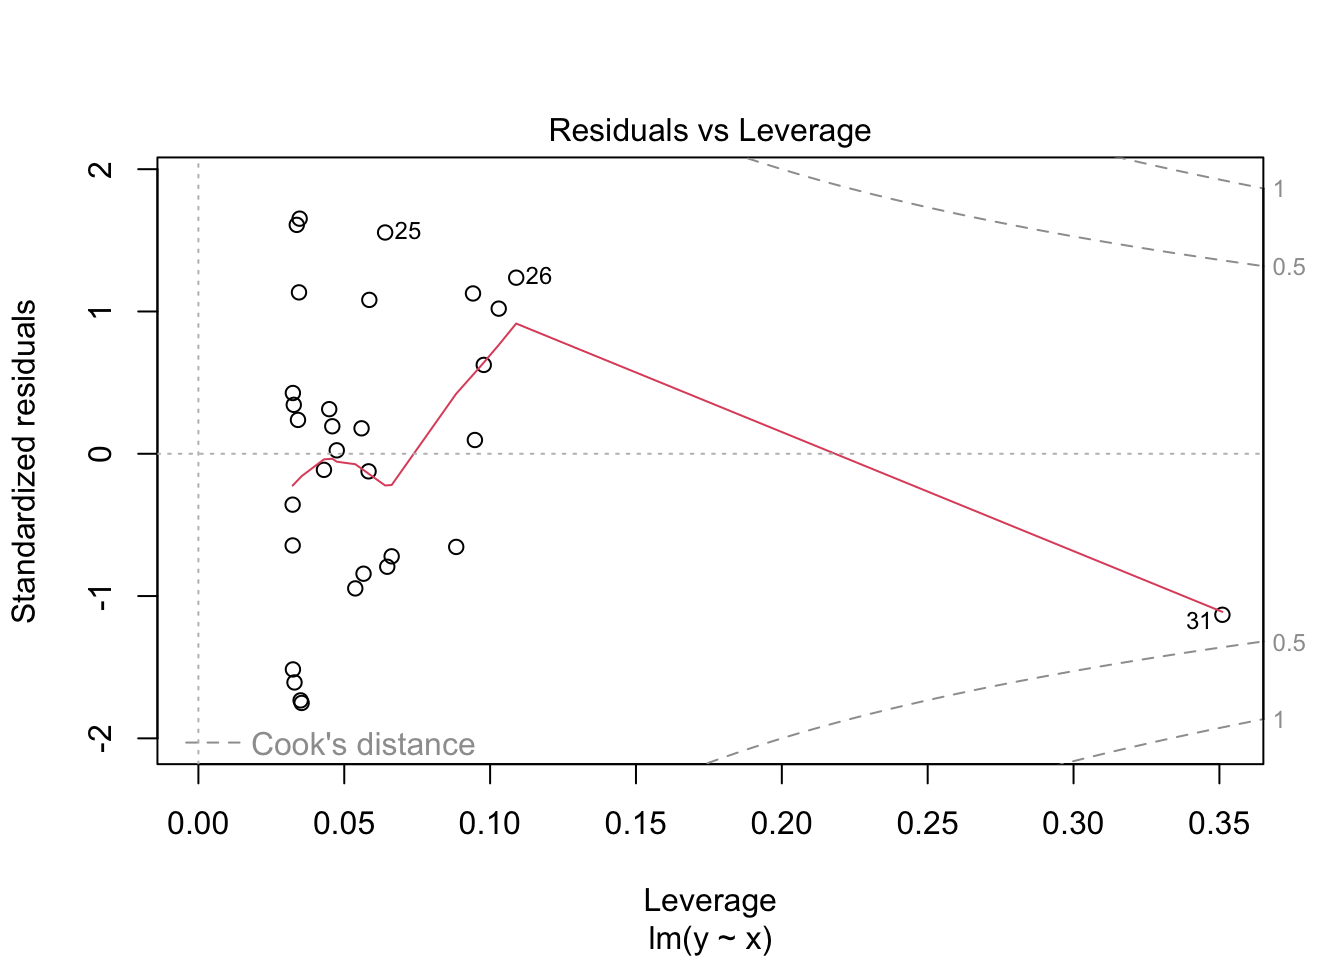 Residuals vs Leverage
Standardized residuals
2
1
0
-1
-2
25
26
31
1
0.5
0.5
1
Cook's distance
0.00 0.05 0.10 0.15 0.20 0.25 0.30 0.35
Leverage
lm(y ~ x)